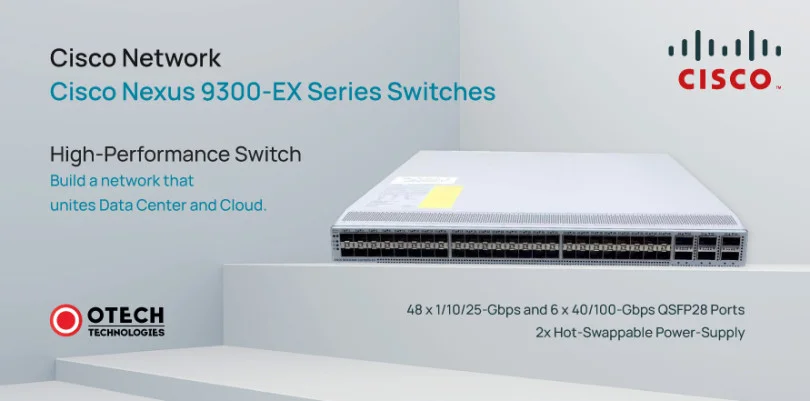 Cisco Network
Cisco Nexus 9300-EX Series Switches
CISCO™
High-Performance Switch
Build a network that
unites Data Center and Cloud.
OTECH
TECHNOLOGIES
48 x 1/10/25-Gbps and 6 x 40/100-Gbps QSFP28 Ports
2x Hot-Swappable Power-Supply